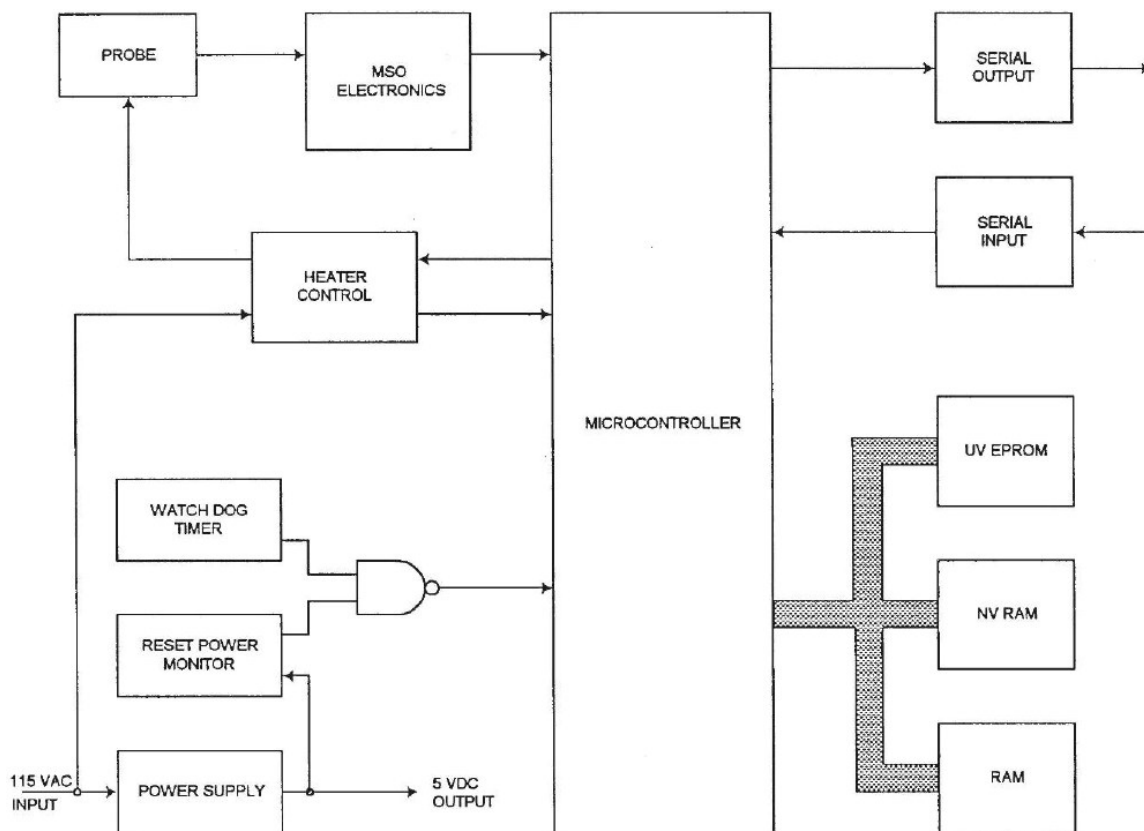 PROBE
MSO
ELECTRONICS
SERIAL
OUTPUT
SERIAL
INPUT
HEATER
CONTROL
MICROCONTROLLER
UV EPROM
WATCH DOG
TIMER
NV RAM
RESET POWER
MONITOR
115 VAC
INPUT
POWER SUPPLY
5 VDC
OUTPUT
RAM